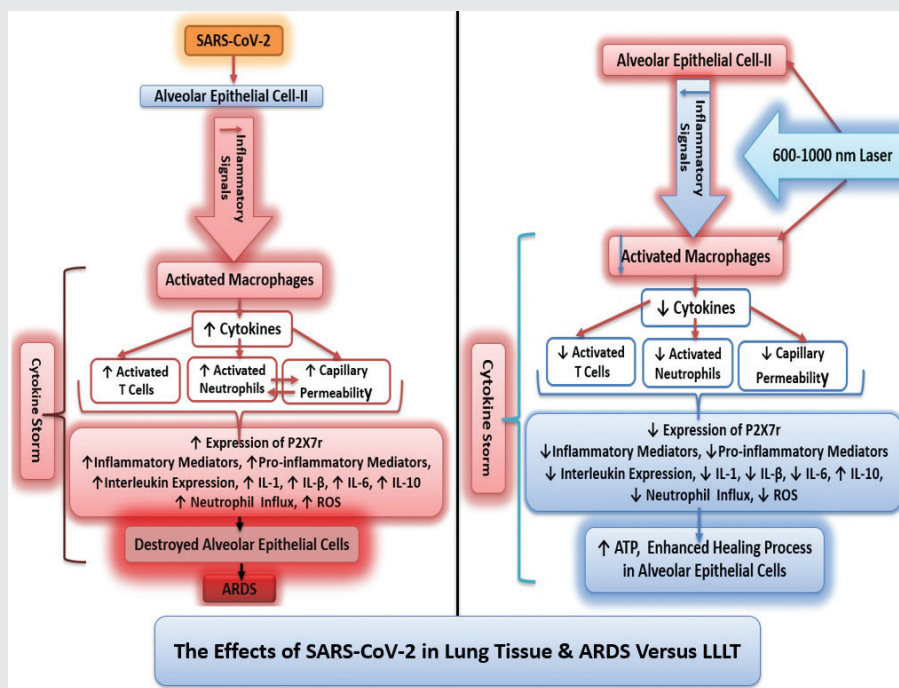 SARS-CoV-2
Alveolar Epithelial Cell-II
Inflammatory
Signals
Activated Macrophages
↑ Cytokines
↑ Activated
T Cells
↑ Activated
Neutrophils
↑ Capillary
Permeability
Cytokine Storm
↑ Expression of P2X7r
↑Inflammatory Mediators, ↑Pro-inflammatory Mediators,
↑Interleukin Expression, ↑ IL-1, ↑ IL-β, ↑ IL-6, ↑ IL-10
↑ Neutrophil Influx, ↑ ROS
Destroyed Alveolar Epithelial Cells
ARDS
Alveolar Epithelial Cell-II
Inflammatory
Signals
600-1000 nm Laser
Activated Macrophages
↓ Cytokines
↓ Activated
T Cells
↓ Activated
Neutrophils
↓ Capillary
Permeability
Cytokine Storm
↓ Expression of P2X7r
↓Inflammatory Mediators, ↓Pro-inflammatory Mediators
↓ Interleukin Expression, ↓ IL-1, ↓ IL-β, ↓ IL-6, ↑ IL-10,
↓ Neutrophil Influx, ↓ ROS
↑ ATP, Enhanced Healing Process
in Alveolar Epithelial Cells
The Effects of SARS-CoV-2 in Lung Tissue & ARDS Versus LLLT